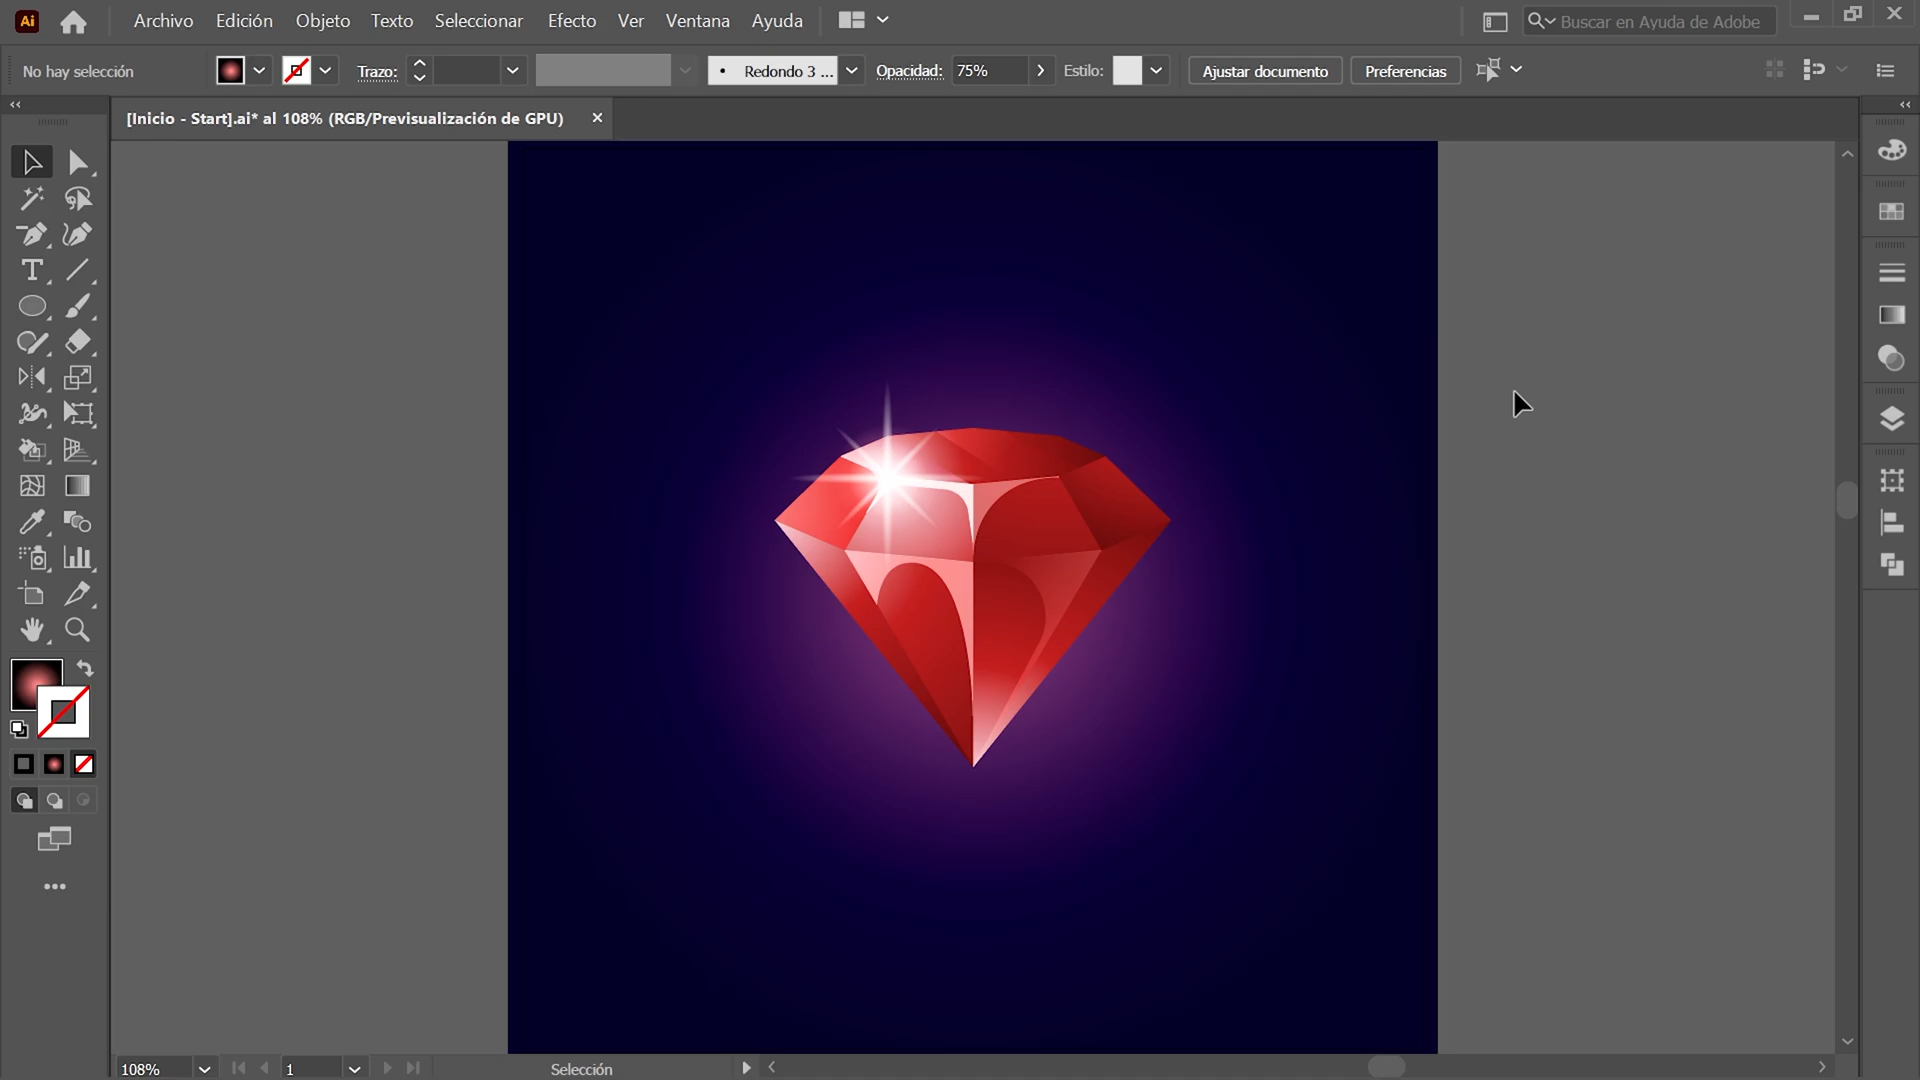 Ai
Archivo
Edición
Objeto
Texto
Seleccionar
Efecto
Ver
Ventana
Ayuda
Buscar en Ayuda de Adobe
No hay selección
Trazo:
Redondo 3 ...
Opacidad:
75%
Estilo:
Ajustar documento
Preferencias
[Inicio - Start].ai* al 108% (RGB/Previsualización de GPU)
108%
1
Selección